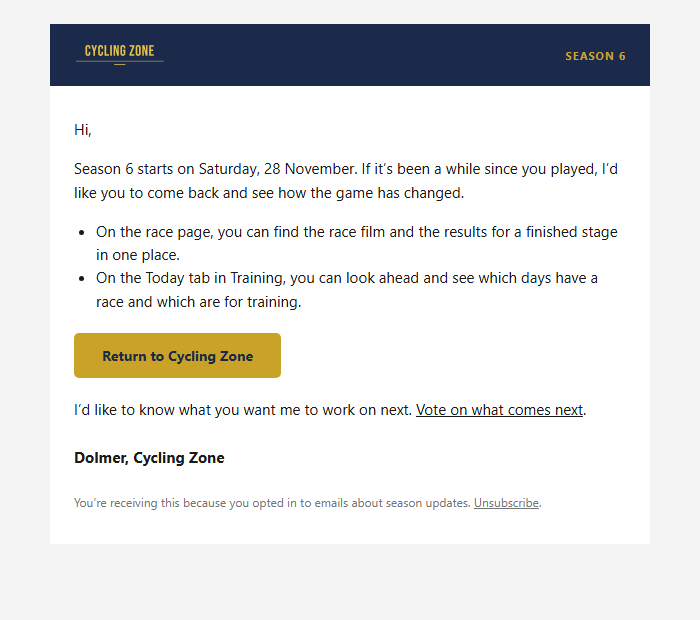 CYCLING ZONE
SEASON 6
Hi,
Season 6 starts on Saturday, 28 November. If it’s been a while since you played, I’d
like you to come back and see how the game has changed.
• On the race page, you can find the race film and the results for a finished stage
in one place.
• On the Today tab in Training, you can look ahead and see which days have a
race and which are for training.
Return to Cycling Zone
I’d like to know what you want me to work on next. Vote on what comes next.
Dolmer, Cycling Zone
You’re receiving this because you opted in to emails about season updates. Unsubscribe.